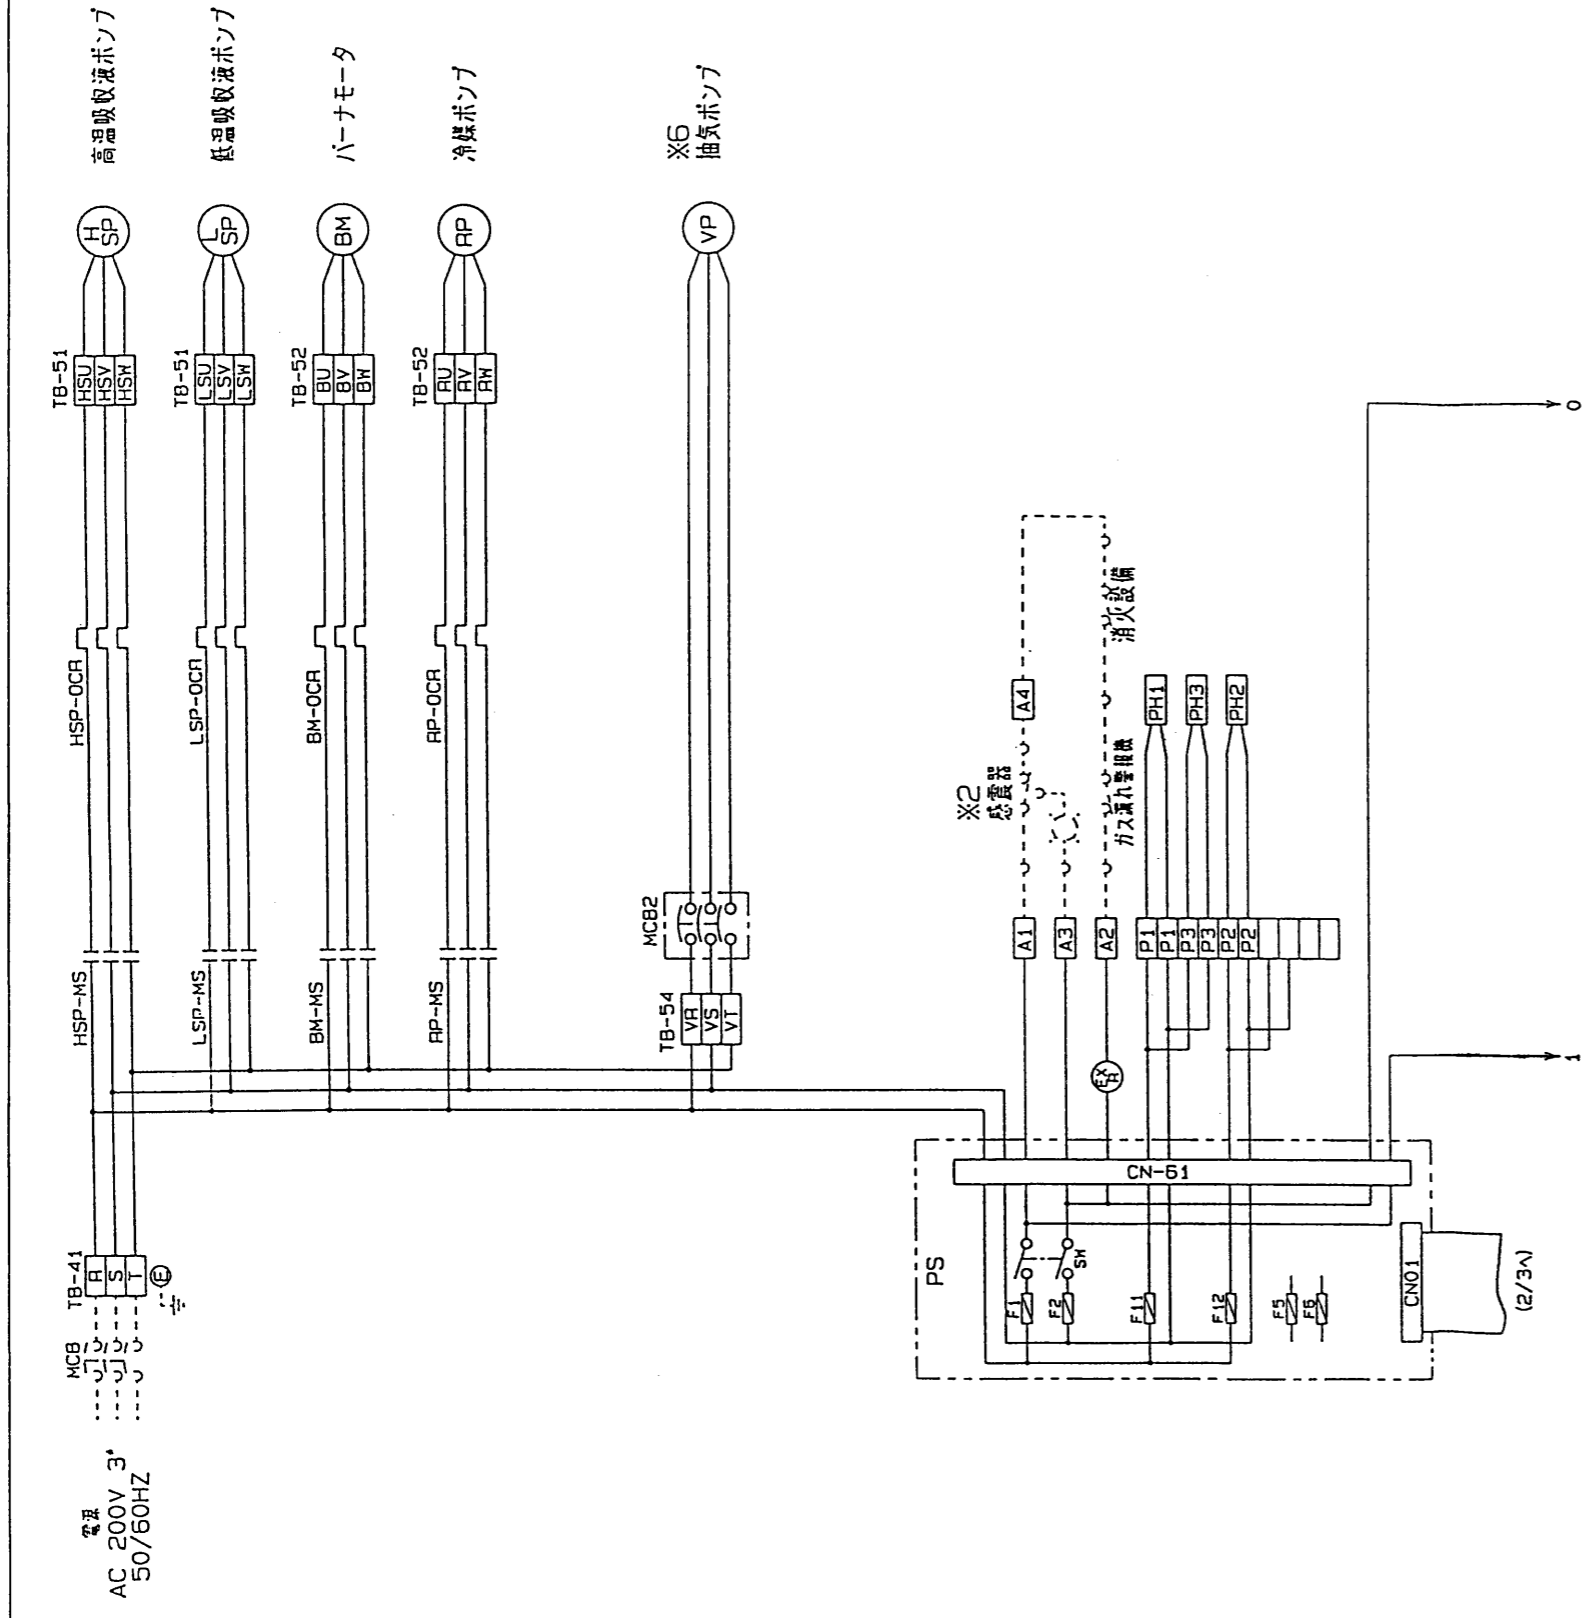 電源
AC 200V 3φ
50/60HZ
MCB
TB-41
R
S
T
E
HSP-MS
HSP-OCR
TB-51
HSU
HSV
HSW
H
SP
高温吸収液ポンプ
LSP-MS
LSP-OCR
TB-51
LSU
LSV
LSW
L
SP
低温吸収液ポンプ
BM-MS
BM-OCR
TB-52
BU
BV
BW
BM
バーナモータ
RP-MS
RP-OCR
TB-52
RU
RV
RW
RP
冷媒ポンプ
TB-54
VR
VS
VT
MCB2
VP
※6
抽気ポンプ
PS
F1
F2
SW
F11
F12
F5
F6
CN-61
CN01
(2/3へ)
EX
R
A1
A3
A2
※2
感震器
A4
ガス漏れ警報機
消火設備
P1
P1
P3
P3
P2
P2
PH1
PH3
PH2
1
0